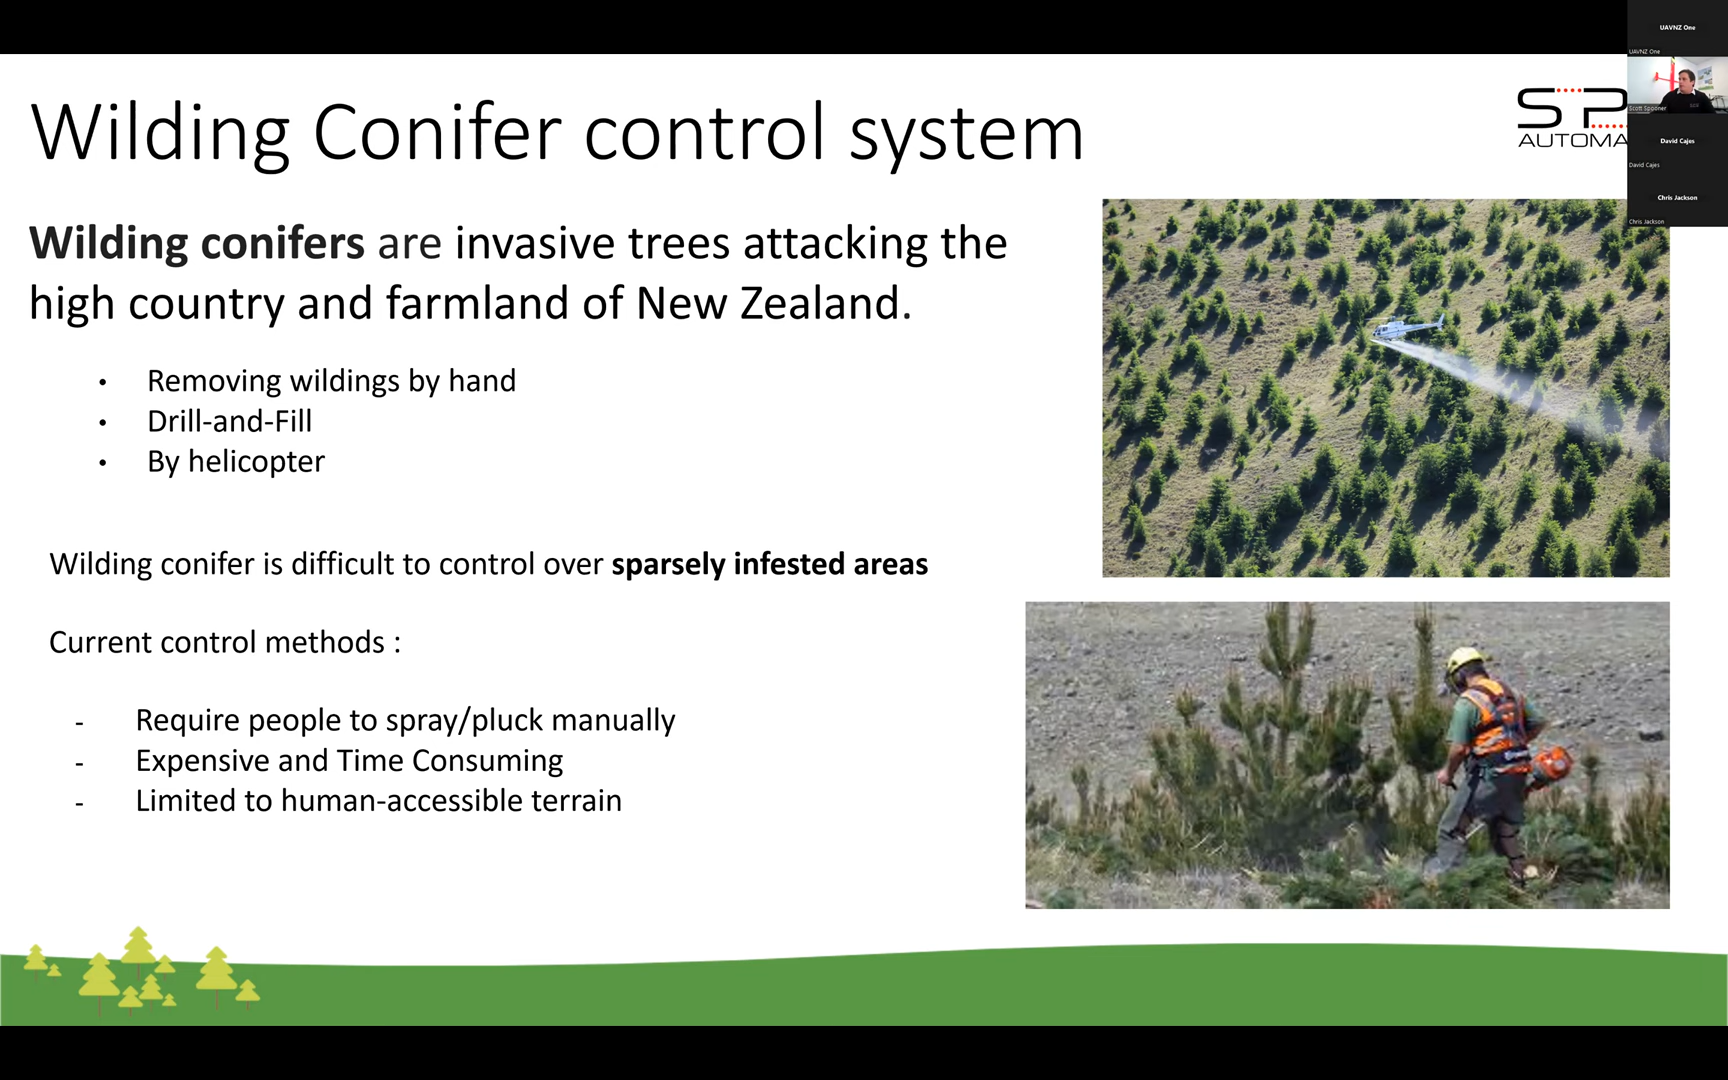 Wilding Conifer control system
SP
AUTOMA
UAVNZ One
UAVNZ One
Scott Spooner
David Cajes
David Cajes
Chris Jackson
Chris Jackson
Wilding conifers are invasive trees attacking the
high country and farmland of New Zealand.
• Removing wildings by hand
• Drill-and-Fill
• By helicopter
Wilding conifer is difficult to control over sparsely infested areas
Current control methods :
- Require people to spray/pluck manually
- Expensive and Time Consuming
- Limited to human-accessible terrain